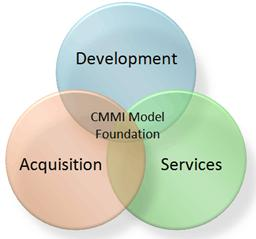 Development
CMMI Model
Foundation
Acquisition
Services